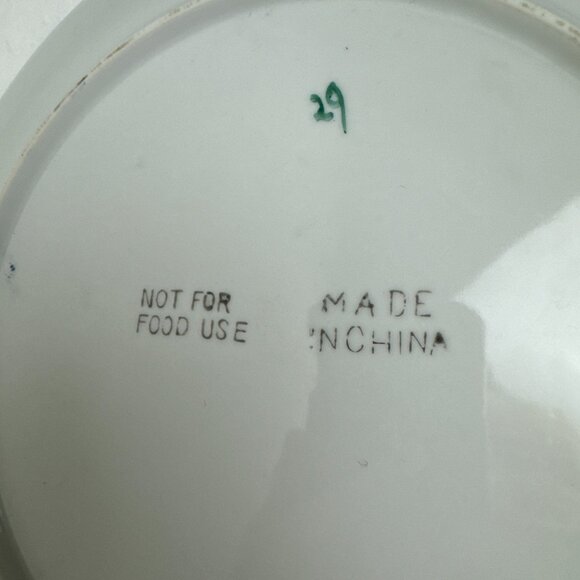 29
NOT FOR
FOOD USE
MADE
IN CHINA